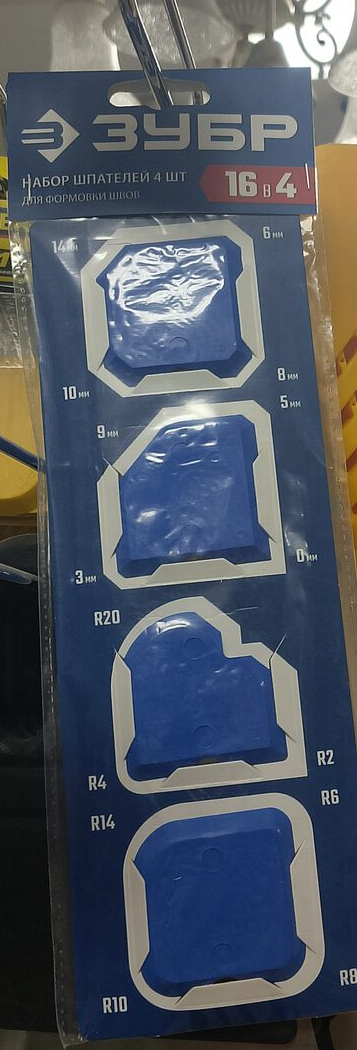 ЗУБР
НАБОР ШПАТЕЛЕЙ 4 ШТ
ДЛЯ ФОРМОВКИ ШВОВ
16 в 4
14мм 6мм
10мм 8мм
9мм 5мм
3мм 0мм
R20
R4 R2
R14 R6
R10 R8